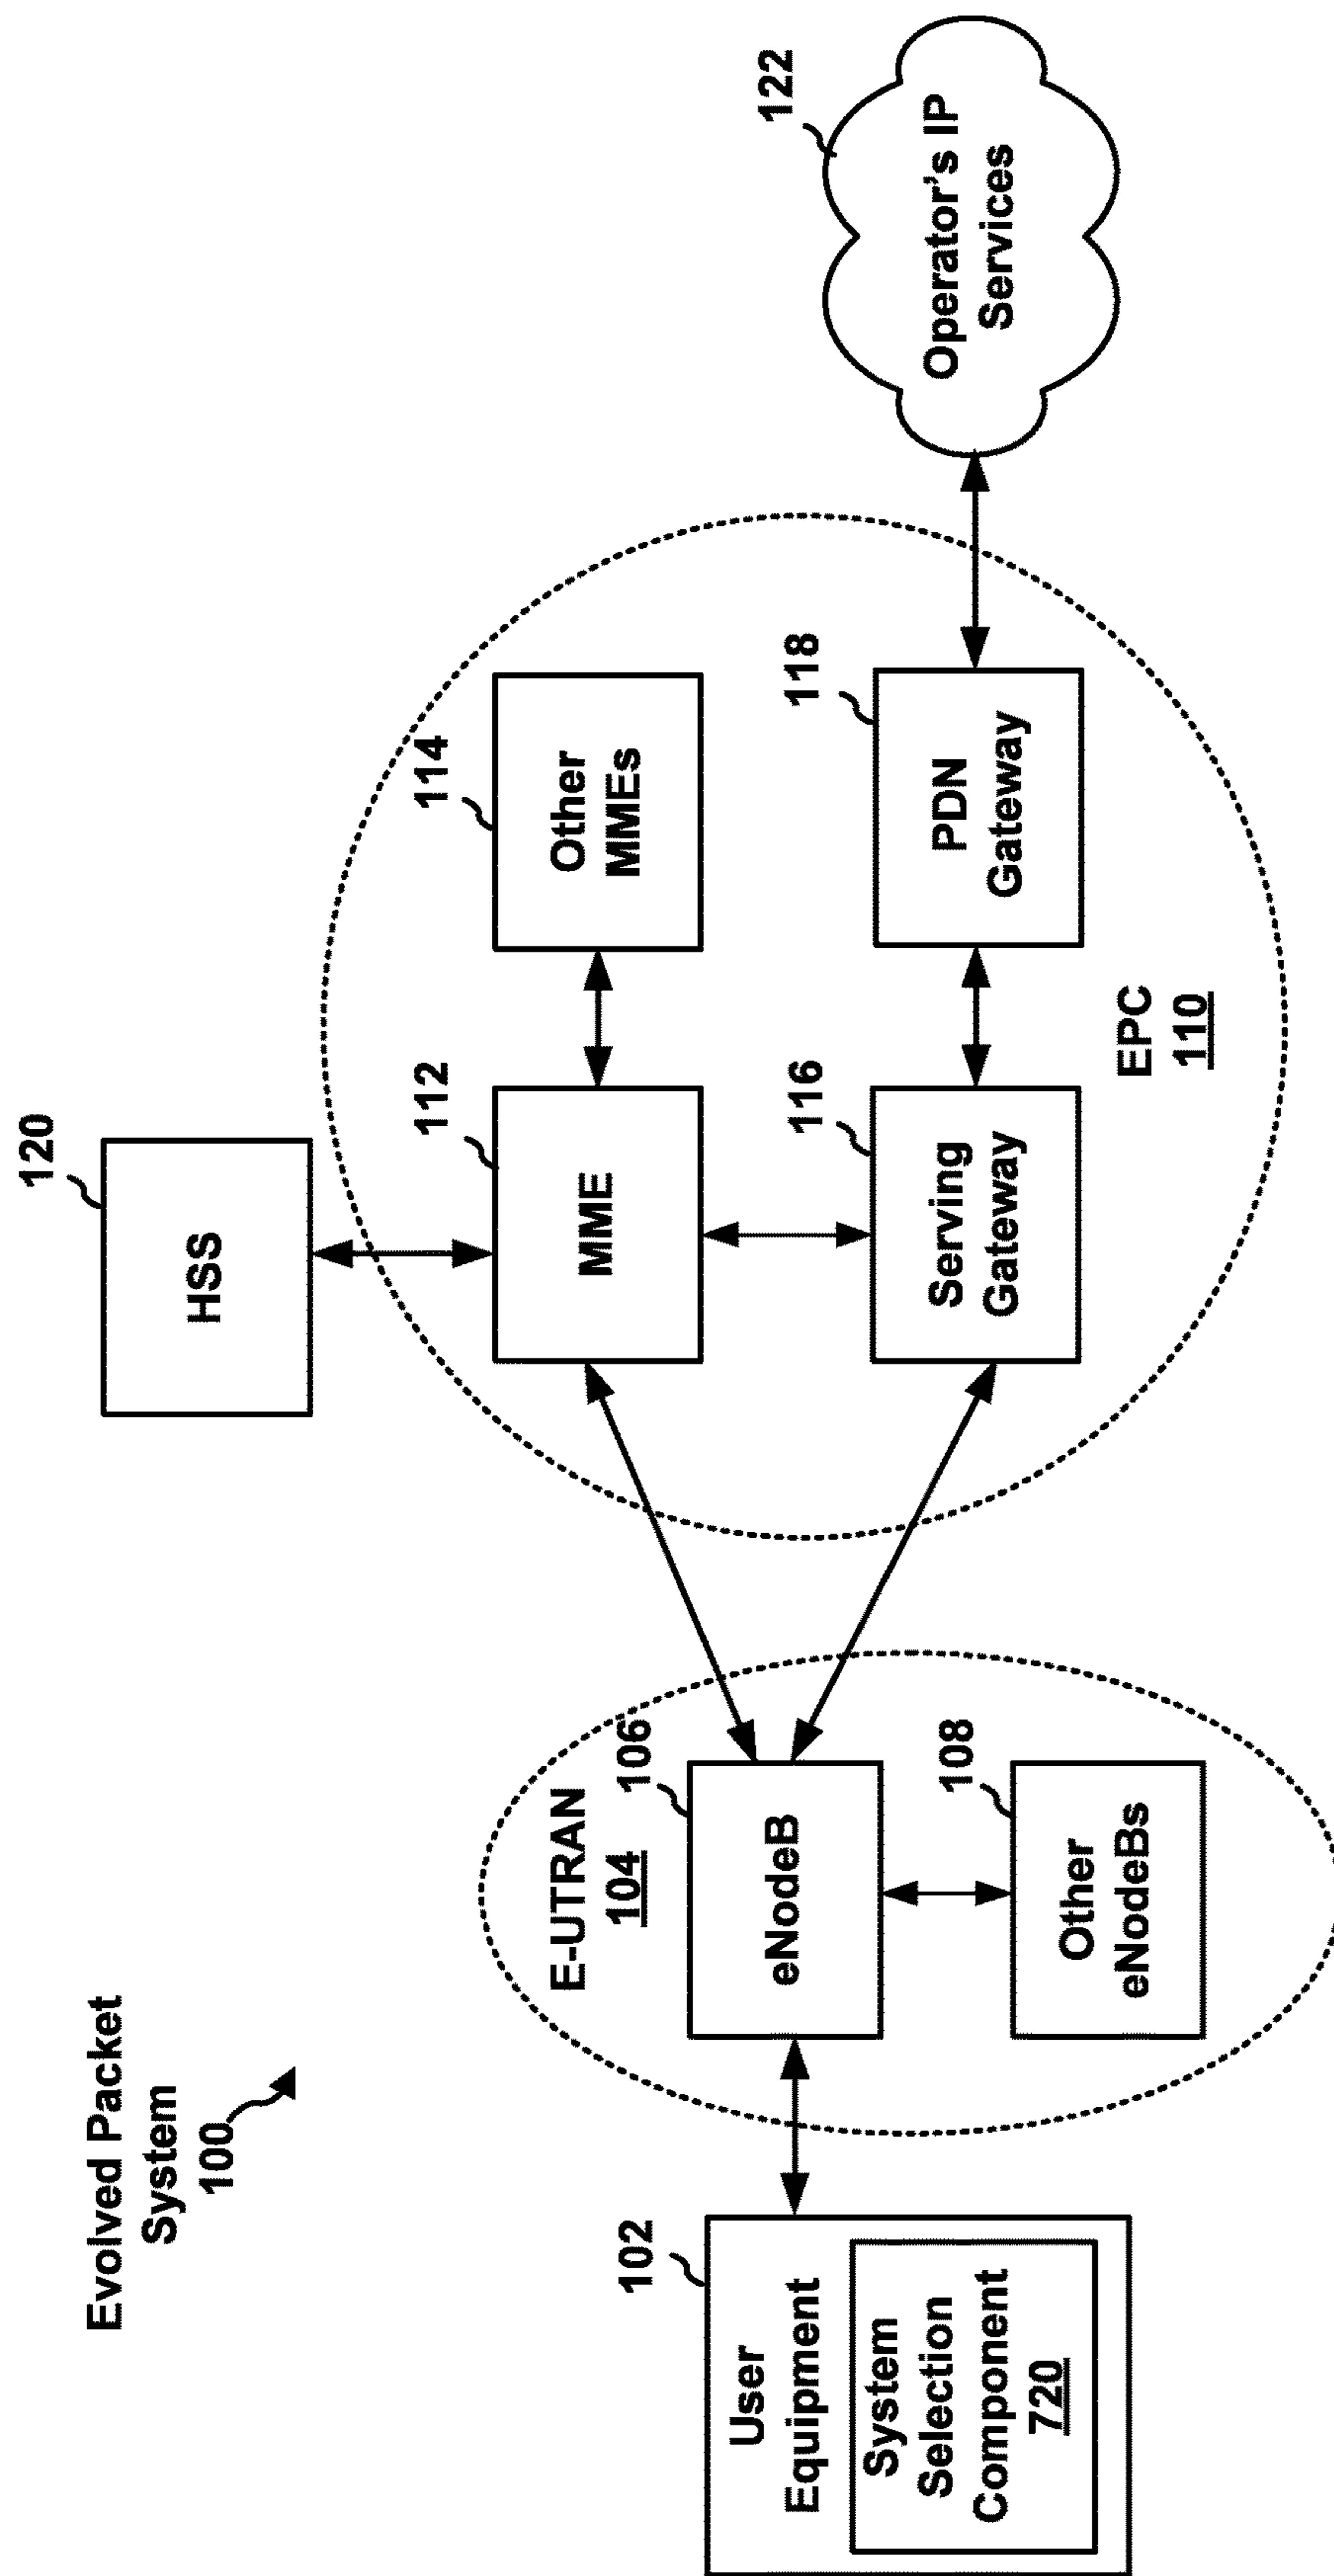 Evolved Packet
System
100
120
HSS
122
Operator's IP
Services
112
MME
114
Other
MMEs
E-UTRAN
104
106
eNodeB
116
Serving
Gateway
118
PDN
Gateway
EPC
110
102
User
Equipment
System
Selection
Component
720
108
Other
eNodeBs